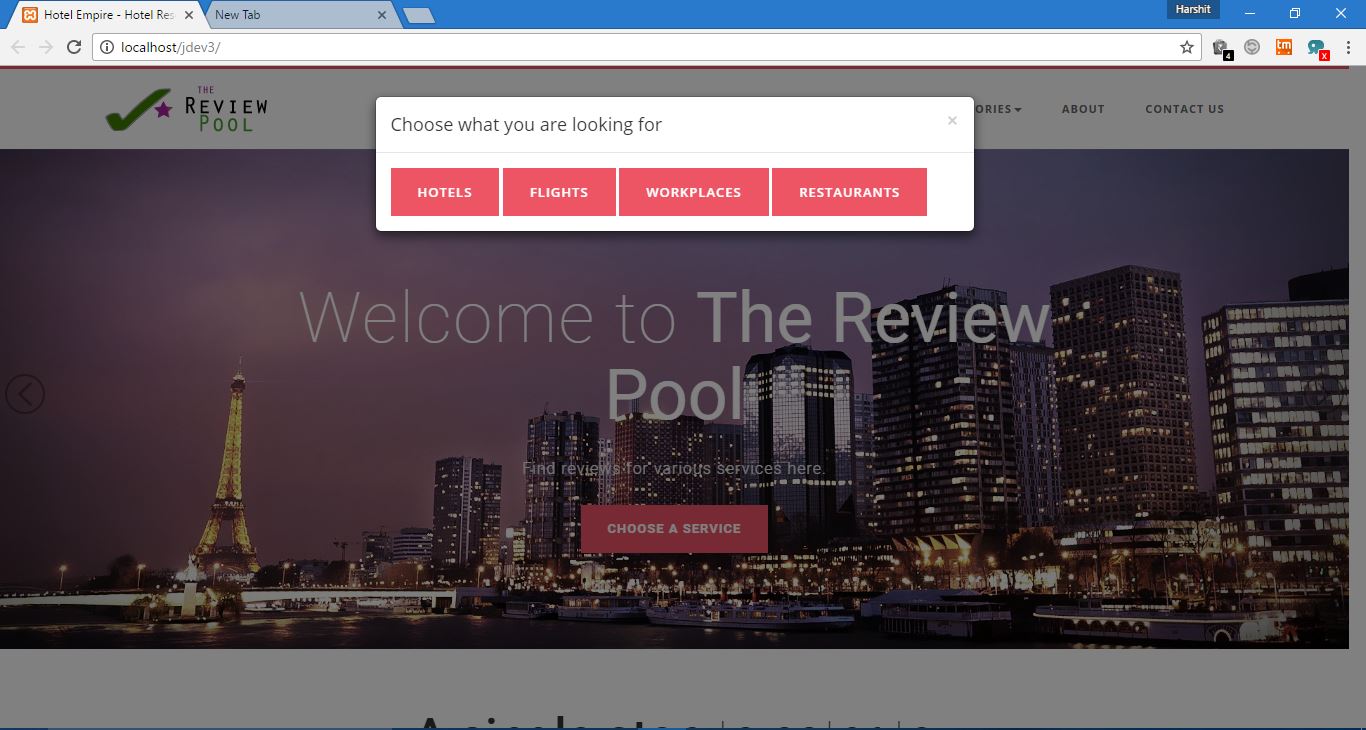 Harshit
Hotel Empire - Hotel Res
New Tab
localhost/jdev3/
4
tm
x
THE
REVIEW
POOL
ORIES
ABOUT
CONTACT US
Choose what you are looking for
×
HOTELS
FLIGHTS
WORKPLACES
RESTAURANTS
Welcome to The Review
Pool
Find reviews for various services here.
CHOOSE A SERVICE